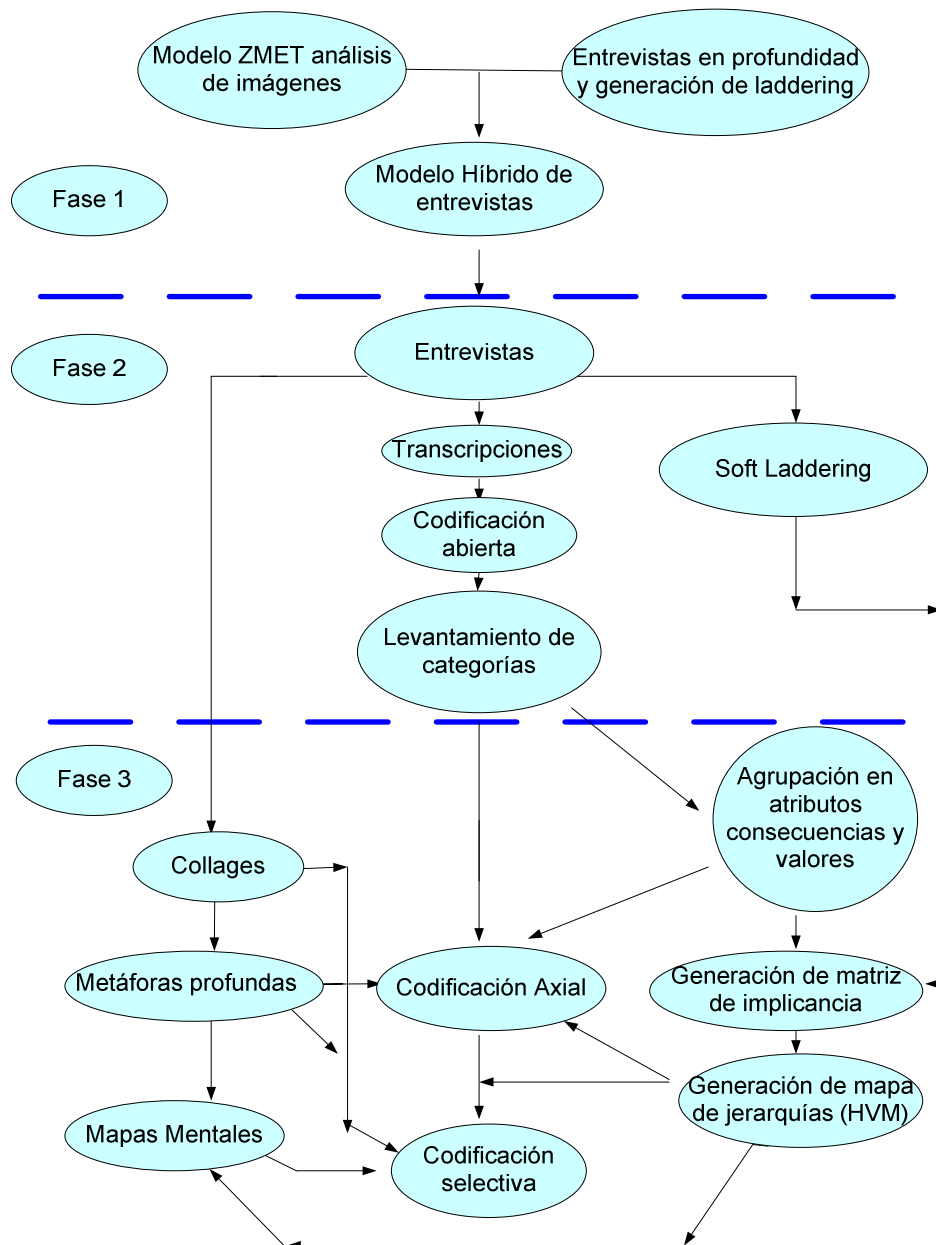 Modelo ZMET análisis
de imágenes
Entrevistas en profundidad
y generación de laddering
Modelo Híbrido de
entrevistas
Fase 1
Fase 2
Entrevistas
Transcripciones
Soft Laddering
Codificación
abierta
Levantamiento de
categorías
Fase 3
Agrupación en
atributos
consecuencias y
valores
Collages
Metáforas profundas
Codificación Axial
Generación de matriz
de implicancia
Generación de mapa
de jerarquías (HVM)
Mapas Mentales
Codificación
selectiva